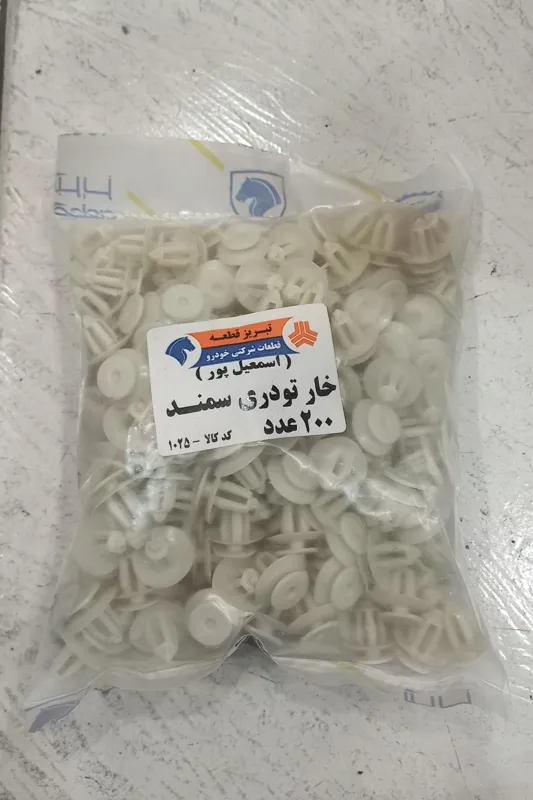 تبریز قطعه
قطعات شرکتی خودرو
( اسمعیل پور )
خار تودری سمند
۲۰۰ عدد
کد کالا - ۱۰۲۵